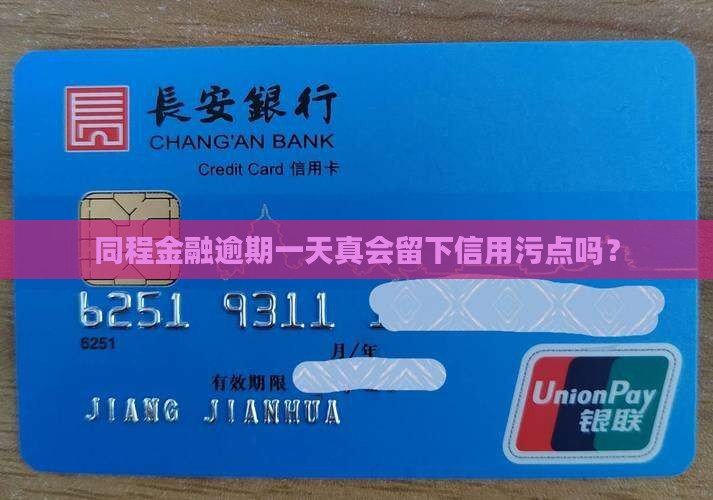 長安銀行
CHANG'AN BANK
Credit Card 信用卡
同程金融逾期一天真会留下信用污点吗？
6251 9311 1
6251
月/年
有效期限
JIANG JIANHUA
UnionPay
银联